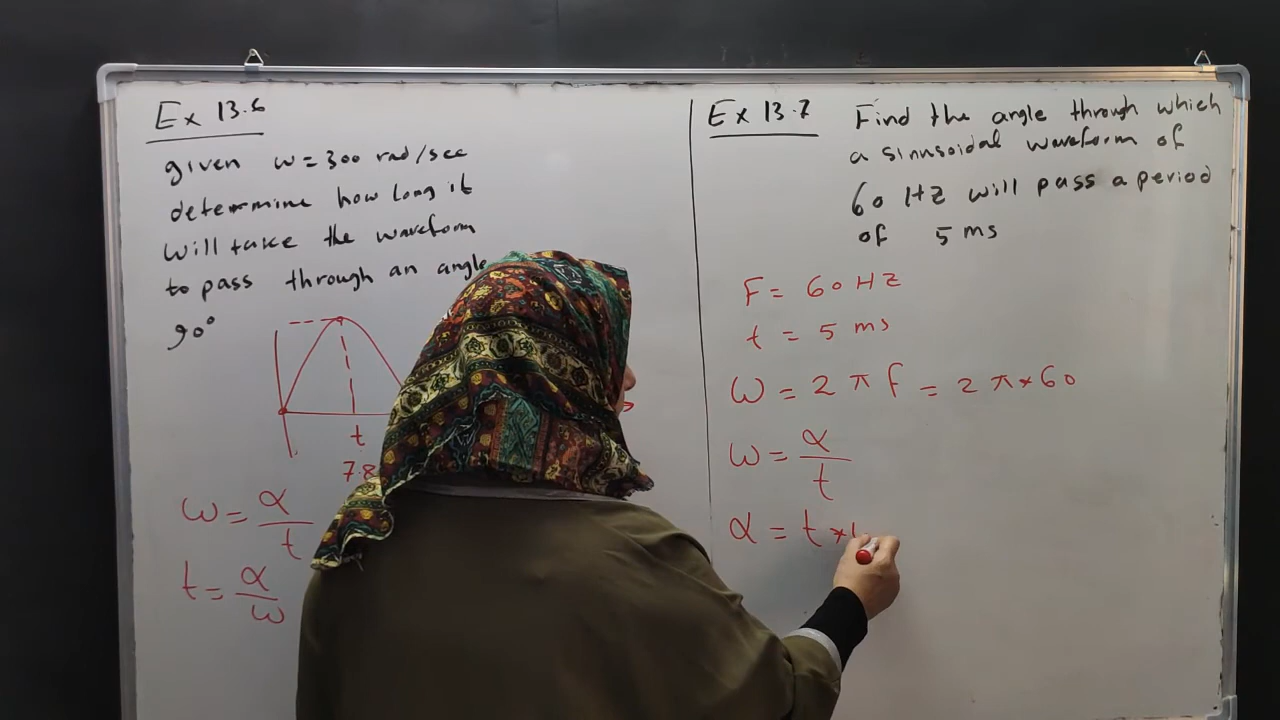 Ex 13.6
given w = 300 rad/sec
determine how long it
will take the waveform
to pass through an angle
90°
t
7.8
ω = α/t
t = α/ω
Ex 13.7
Find the angle through which
a sinusoidal waveform of
60 Hz will pass a period
of 5 ms
F = 60 HZ
t = 5 ms
ω = 2 π f = 2 π * 60
ω = α/t
α = t *